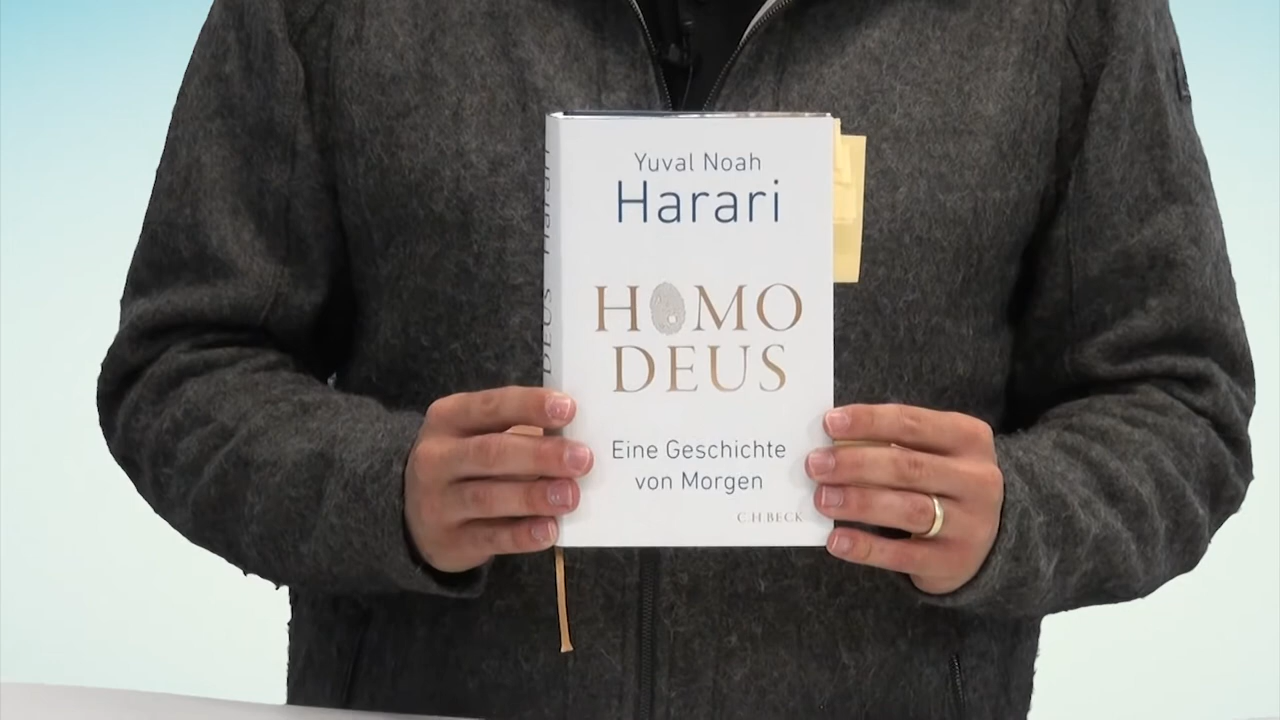 Yuval Noah
Harari
HOMO
DEUS
Eine Geschichte
von Morgen
C.H.BECK
DEUS Harari